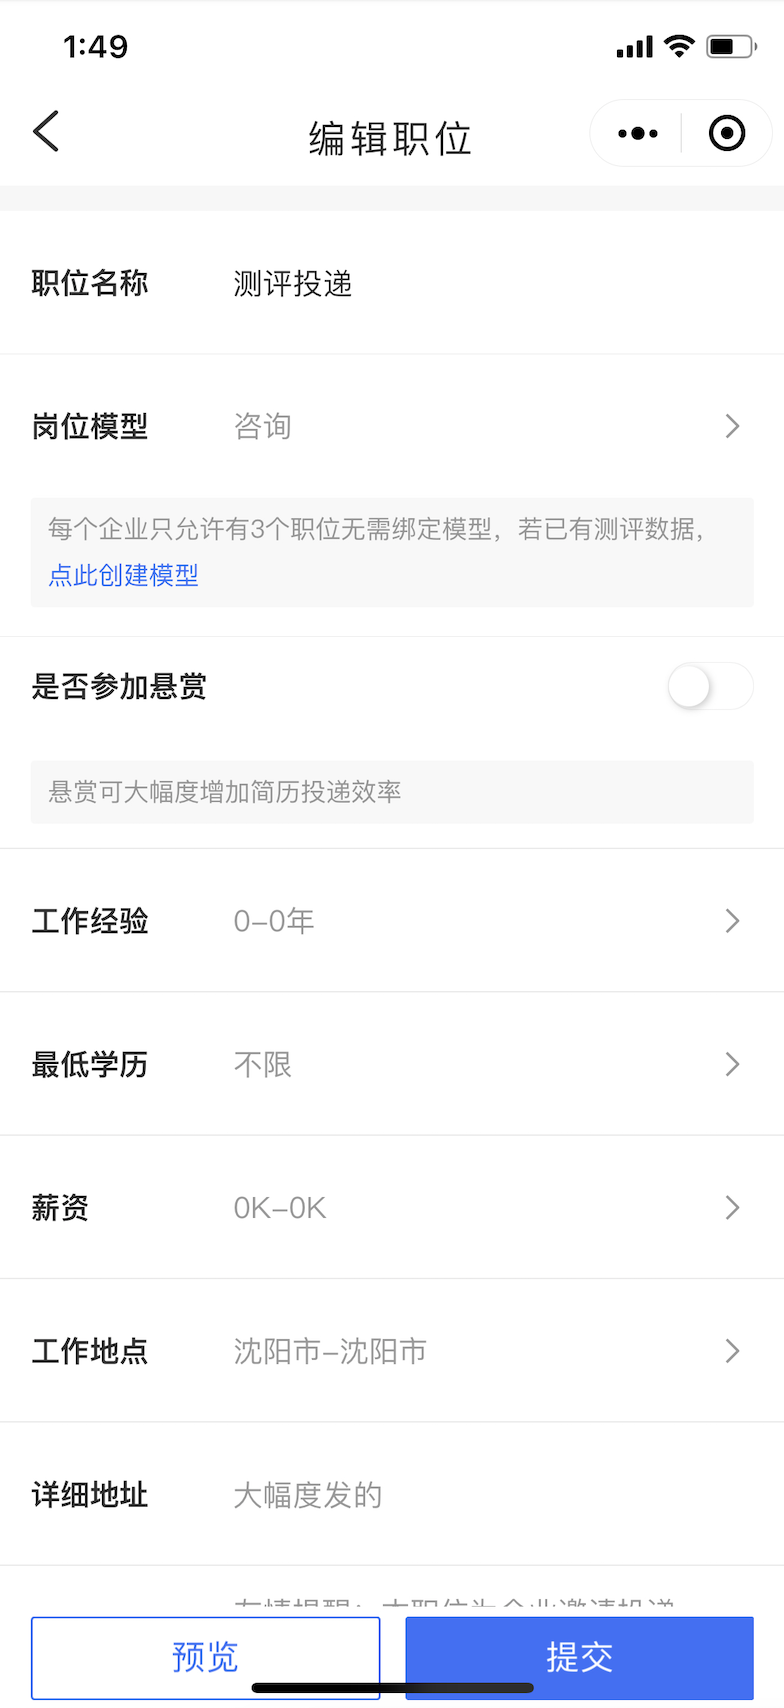 1:49
编辑职位
职位名称 测评投递
岗位模型 咨询
每个企业只允许有3个职位无需绑定模型，若已有测评数据，
点此创建模型
是否参加悬赏
悬赏可大幅度增加简历投递效率
工作经验 0-0年
最低学历 不限
薪资 0K-0K
工作地点 沈阳市-沈阳市
详细地址 大幅度发的
预览 提交